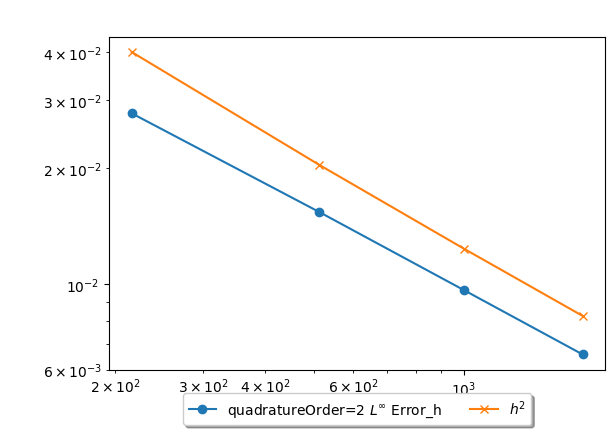 4 × 10⁻²
3 × 10⁻²
2 × 10⁻²
10⁻²
6 × 10⁻³
2 × 10² 3 × 10² 4 × 10² 6 × 10² 10³
quadratureOrder=2 L^∞ Error_h h²